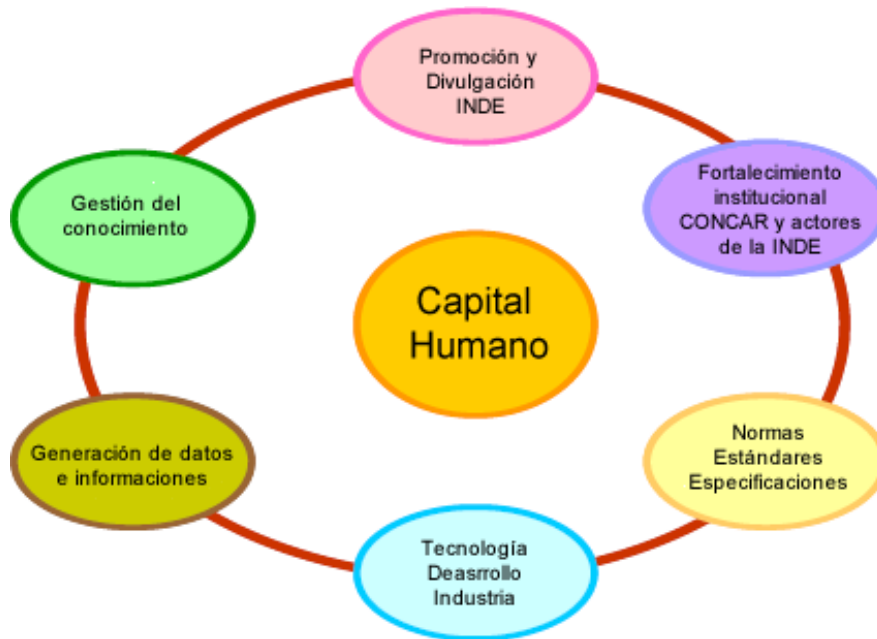 Promoción y
Divulgación
INDE
Fortalecimiento
institucional
CONCAR y actores
de la INDE
Gestión del
conocimiento
Capital
Humano
Generación de datos
e informaciones
Normas
Estándares
Especificaciones
Tecnología
Deasrrollo
Industria